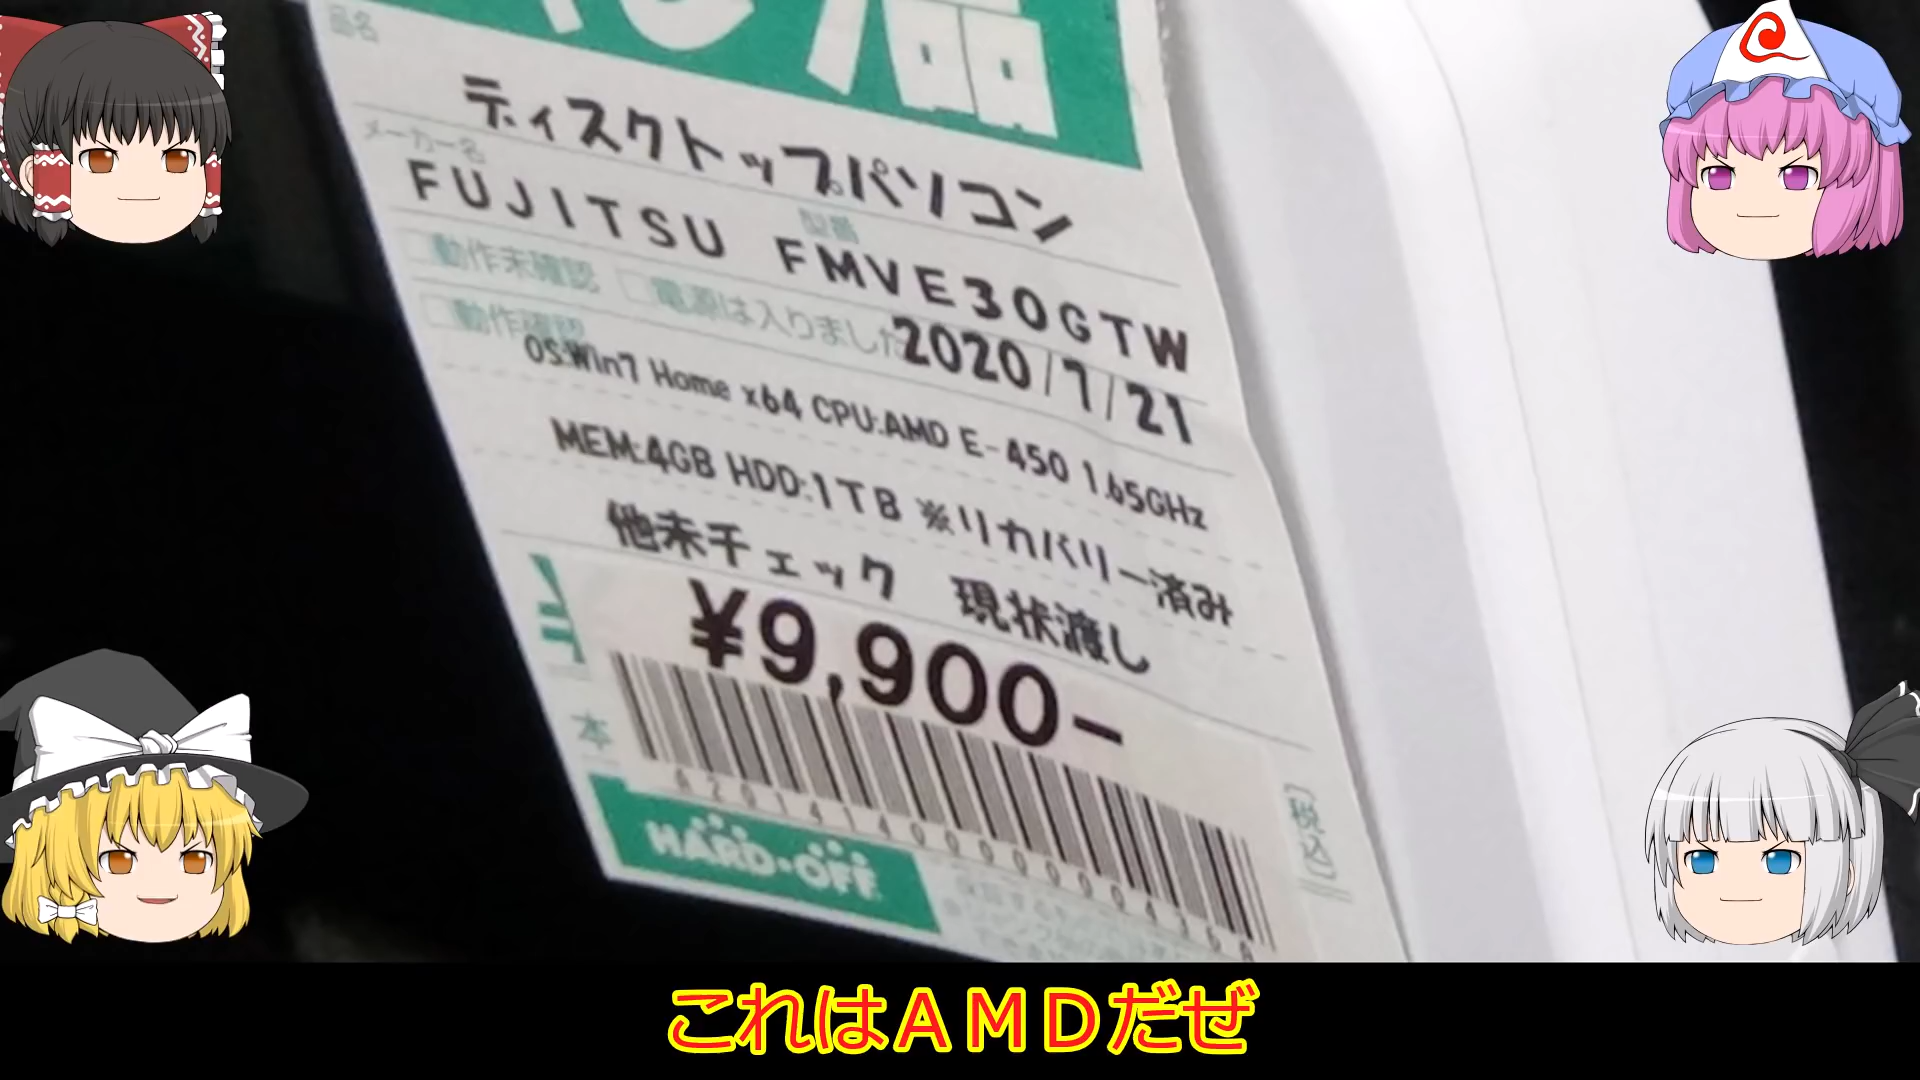 品名
ディスクトップパソコン
メーカー名
型番
FUJITSU FMVE30GTW
□動作未確認 □電源は入りました
2020/7/21
□動作確認
OS:Win7 Home x64 CPU:AMD E-450 1.65GHz
MEM:4GB HDD:1TB ※リカバリー済み
他未チェック 現状渡し
¥9,900-
本
(税込)
HARD・OFF
これはＡＭＤだぜ